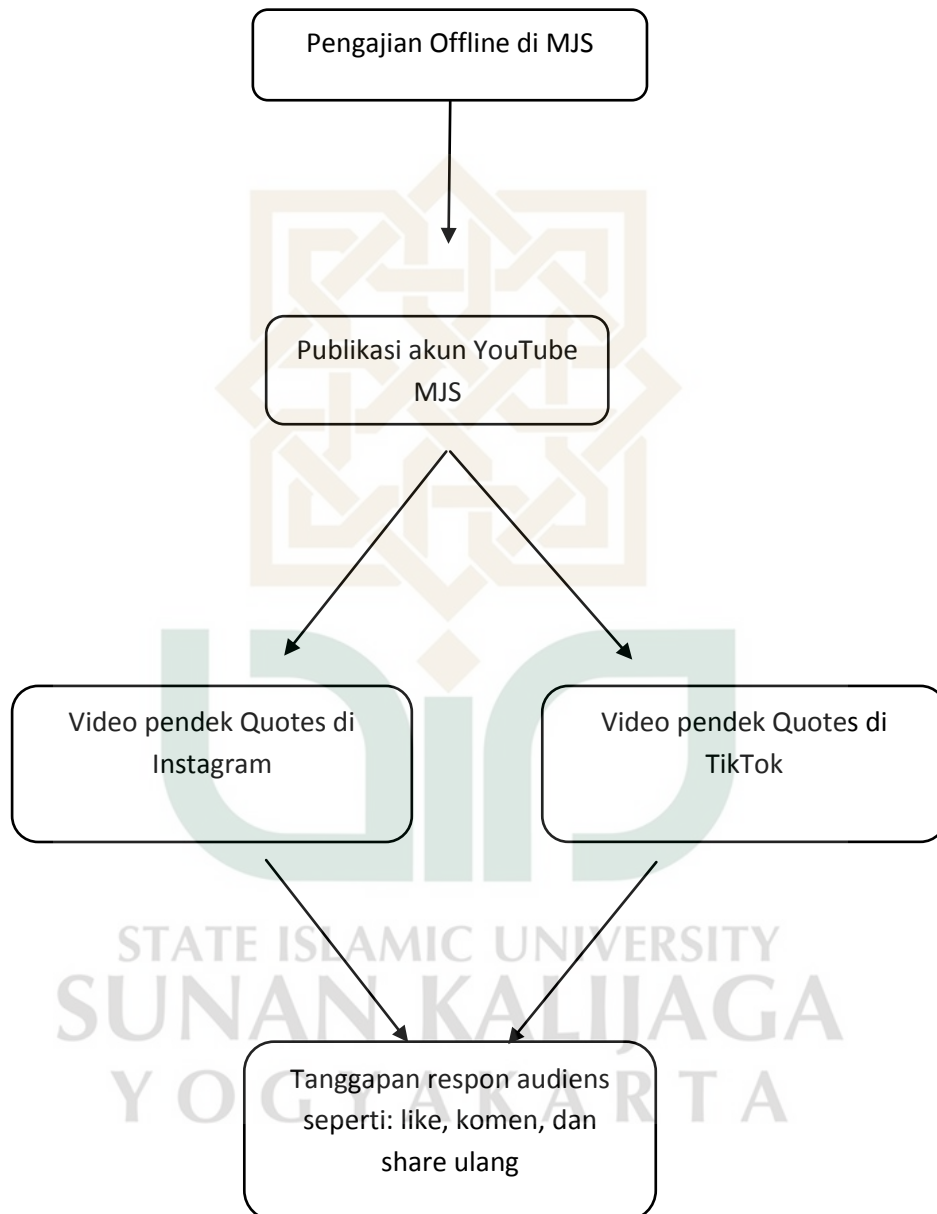 Pengajian Offline di MJS
Publikasi akun YouTube
MJS
Video pendek Quotes di
Instagram
Video pendek Quotes di
TikTok
STATE ISLAMIC UNIVERSITY
SUNAN KALIJAGA
YOGYAKARTA
Tanggapan respon audiens
seperti: like, komen, dan
share ulang